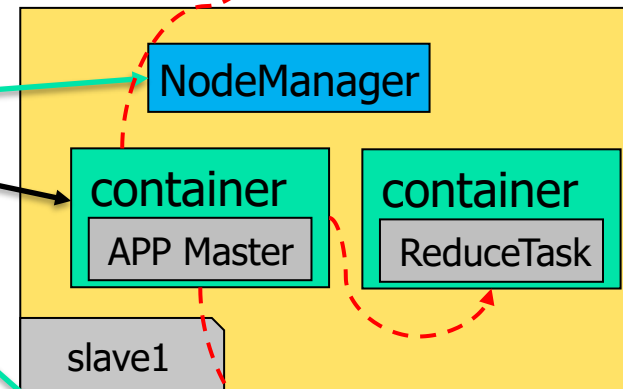 NodeManager
container
APP Master
container
ReduceTask
slave1